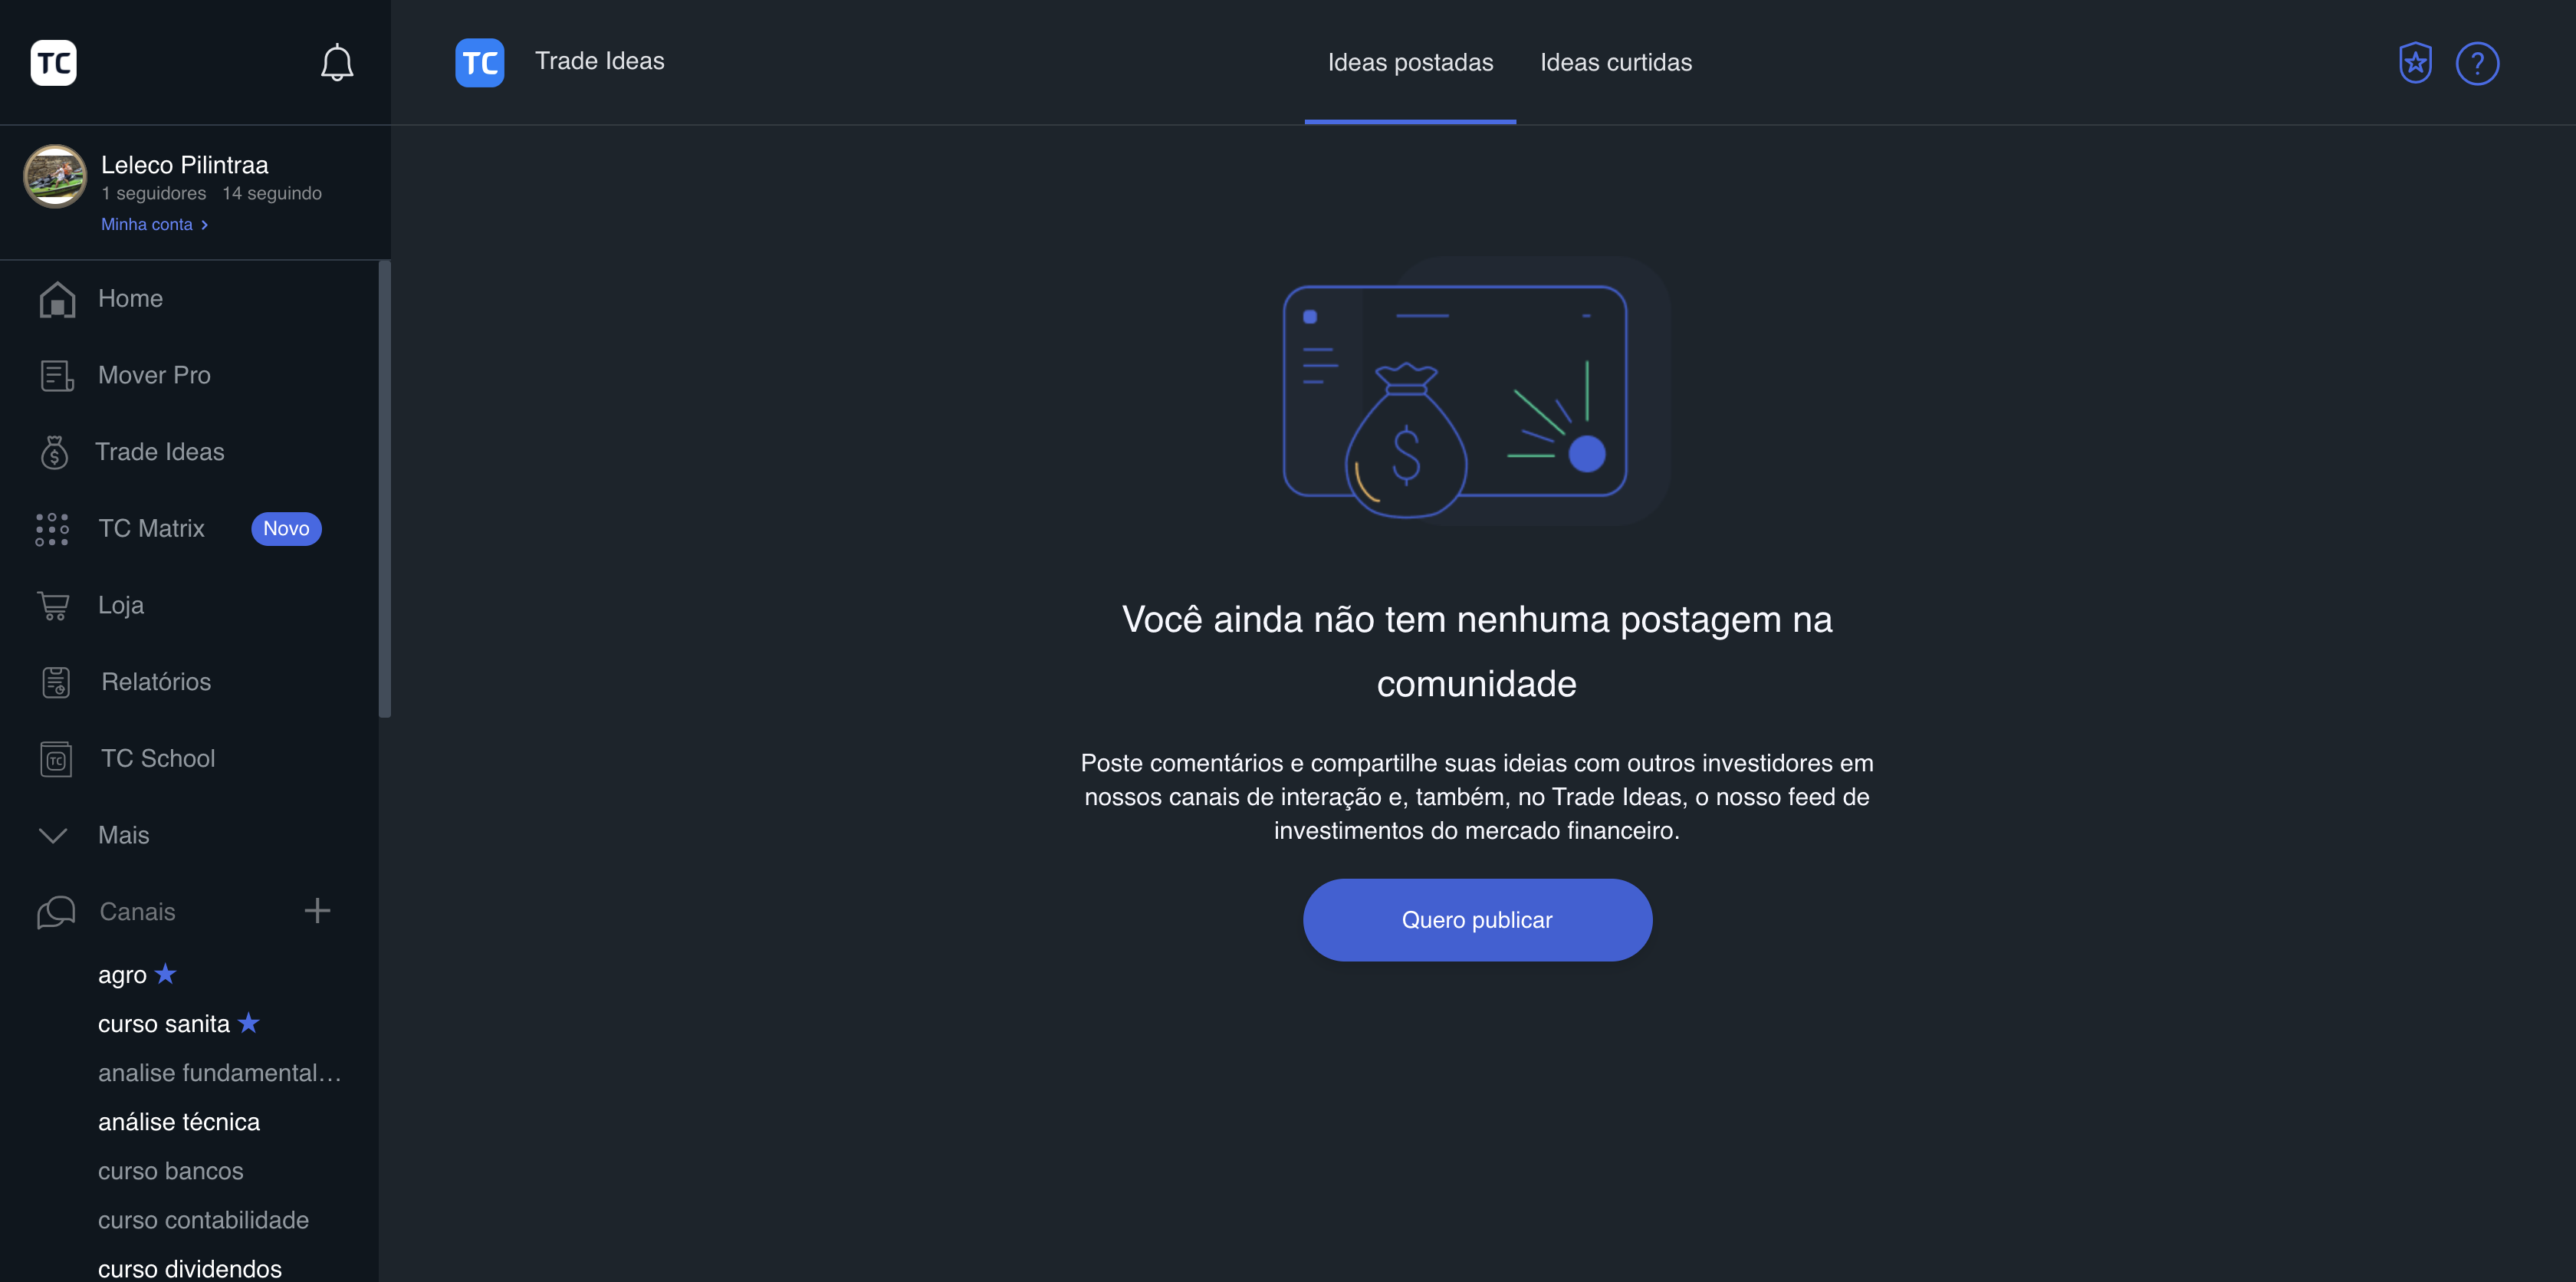 TC
Leleco Pilintraa
1 seguidores 14 seguindo
Minha conta
Home
Mover Pro
Trade Ideas
TC Matrix Novo
Loja
Relatórios
TC School
Mais
Canais
agro
curso sanita
analise fundamental...
análise técnica
curso bancos
curso contabilidade
curso dividendos
TC Trade Ideas
Ideas postadas Ideas curtidas
?
$
Você ainda não tem nenhuma postagem na
comunidade
Poste comentários e compartilhe suas ideias com outros investidores em
nossos canais de interação e, também, no Trade Ideas, o nosso feed de
investimentos do mercado financeiro.
Quero publicar